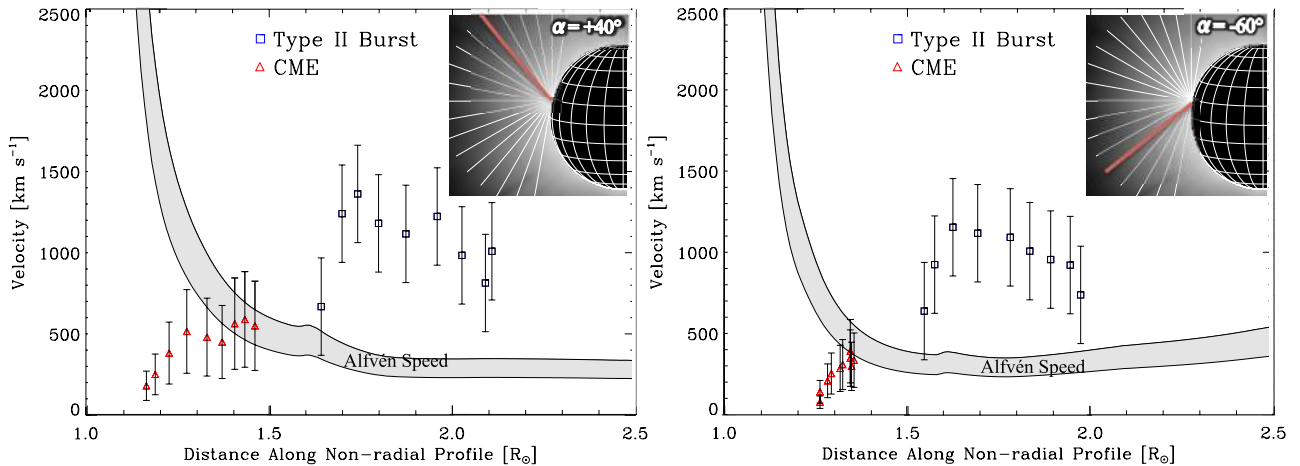 2500
2000
1500
1000
500
0
Velocity [km s⁻¹]
Type II Burst
CME
α = +40°
Alfvén Speed
1.0 1.5 2.0 2.5
Distance Along Non-radial Profile [R☉]
2500
2000
1500
1000
500
0
Velocity [km s⁻¹]
Type II Burst
CME
α = -60°
Alfvén Speed
1.0 1.5 2.0 2.5
Distance Along Non-radial Profile [R☉]